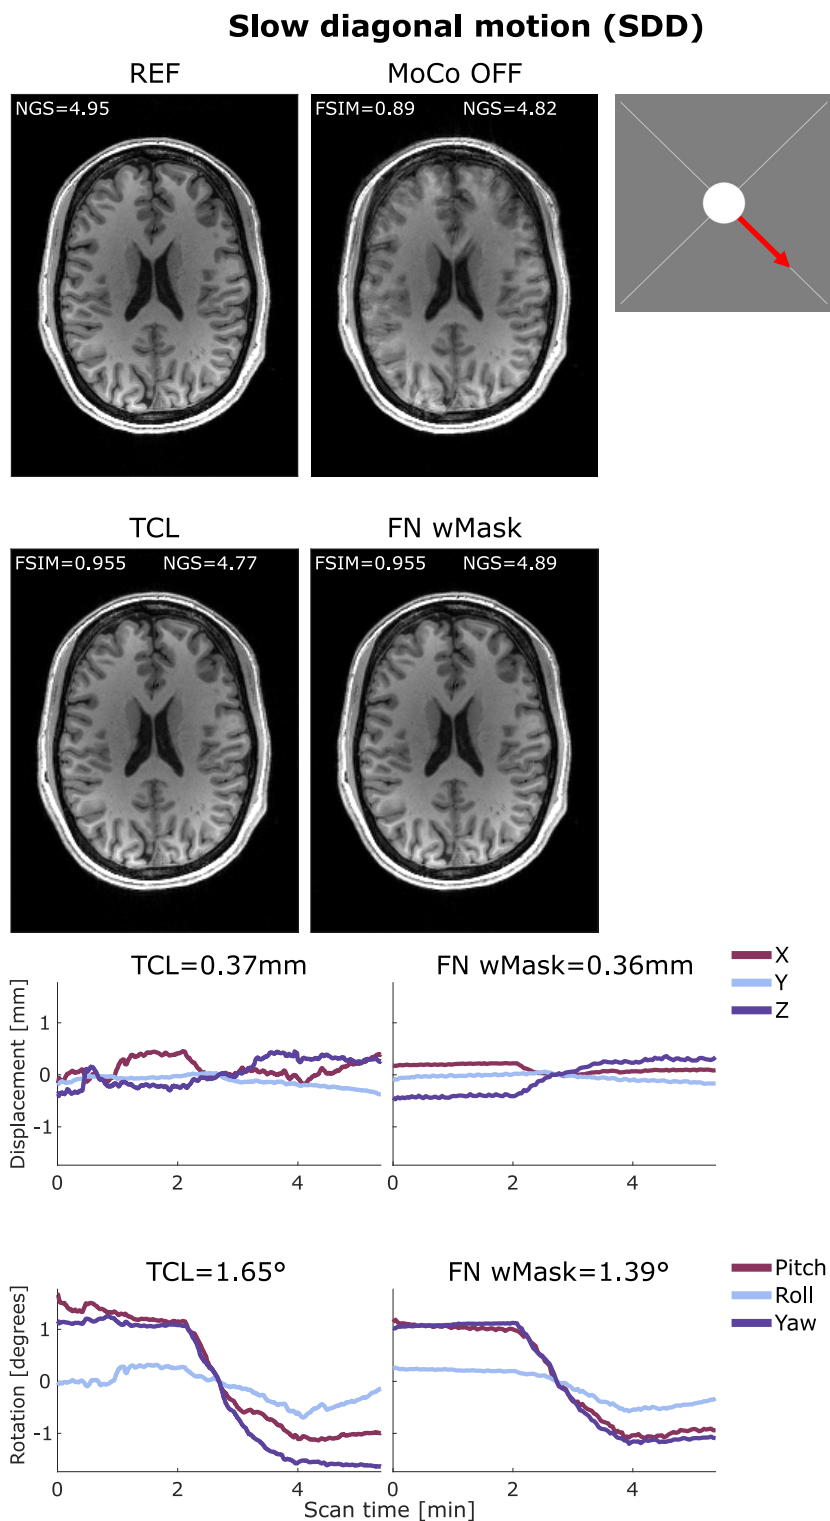 Slow diagonal motion (SDD)
REF
MoCo OFF
NGS=4.95
FSIM=0.89 NGS=4.82
TCL
FN wMask
FSIM=0.955 NGS=4.77
FSIM=0.955 NGS=4.89
TCL=0.37mm
FN wMask=0.36mm
X
Y
Z
Displacement [mm]
1
0
-1
0 2 4
0 2 4
TCL=1.65°
FN wMask=1.39°
Pitch
Roll
Yaw
Rotation [degrees]
1
0
-1
0 2 4
0 2 4
Scan time [min]